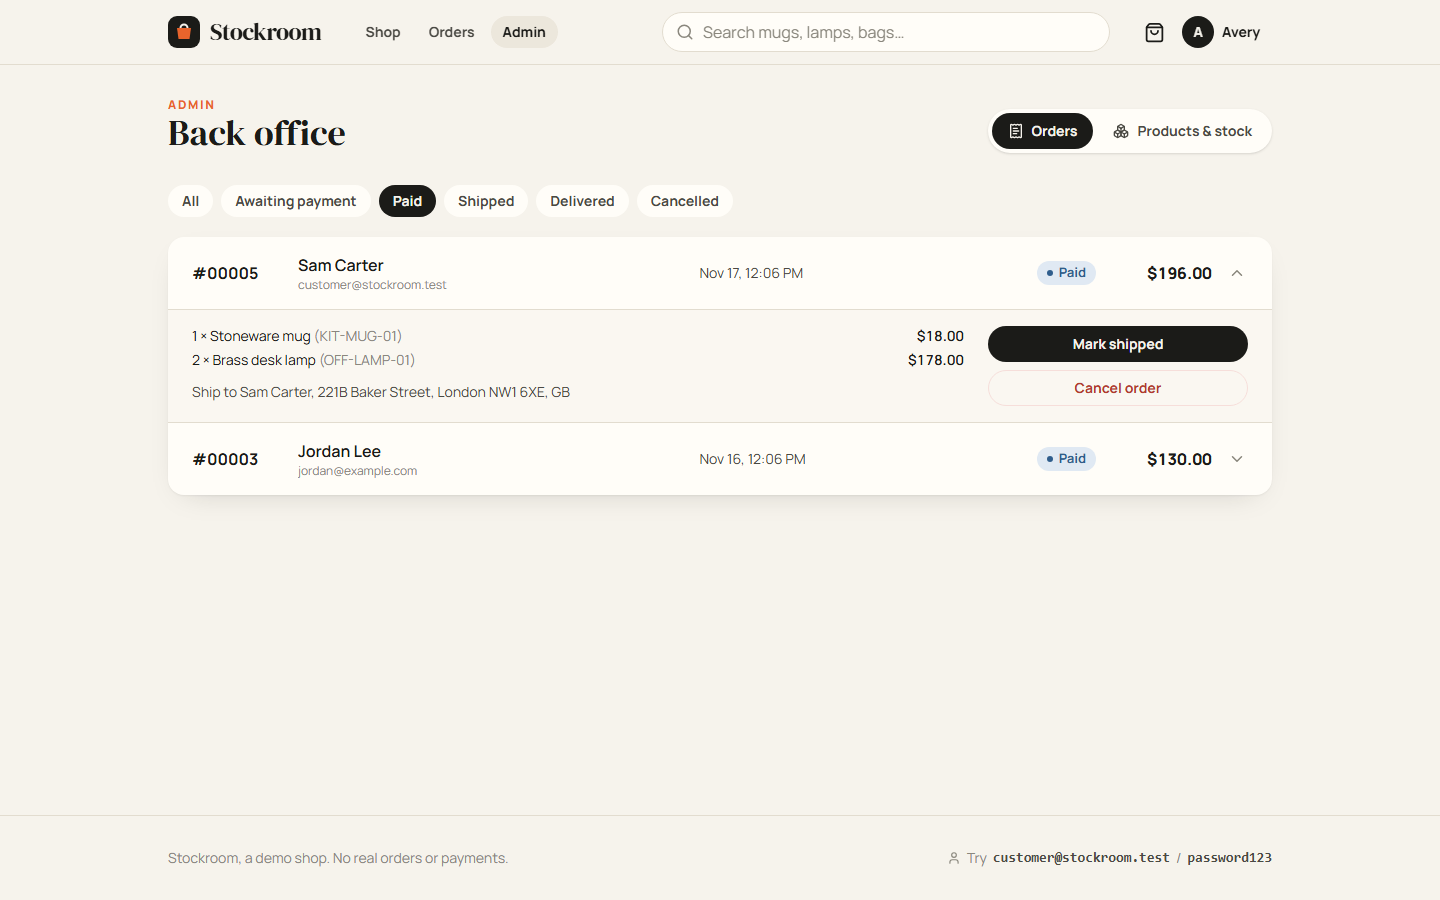 Stockroom Shop Orders Admin Search mugs, lamps, bags... A Avery
ADMIN
Back office
Orders Products & stock
All Awaiting payment Paid Shipped Delivered Cancelled
#00005 Sam Carter Nov 17, 12:06 PM Paid $196.00
customer@stockroom.test
1 × Stoneware mug (KIT-MUG-01) $18.00
Mark shipped
2 × Brass desk lamp (OFF-LAMP-01) $178.00
Cancel order
Ship to Sam Carter, 221B Baker Street, London NW1 6XE, GB
#00003 Jordan Lee Nov 16, 12:06 PM Paid $130.00
jordan@example.com
Stockroom, a demo shop. No real orders or payments. Try customer@stockroom.test / password123